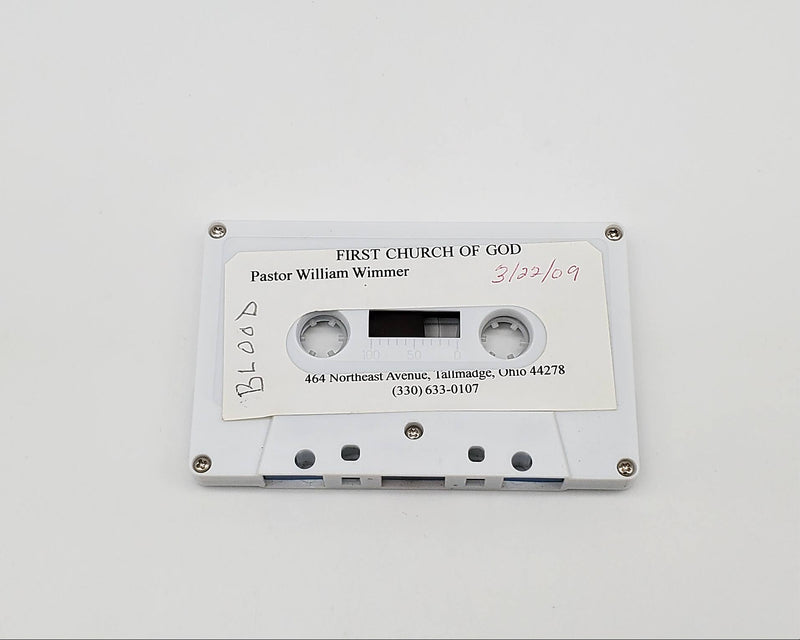 FIRST CHURCH OF GOD
Pastor William Wimmer
3/22/09
BLOOD
100 50 0
464 Northeast Avenue, Tallmadge, Ohio 44278
(330) 633-0107